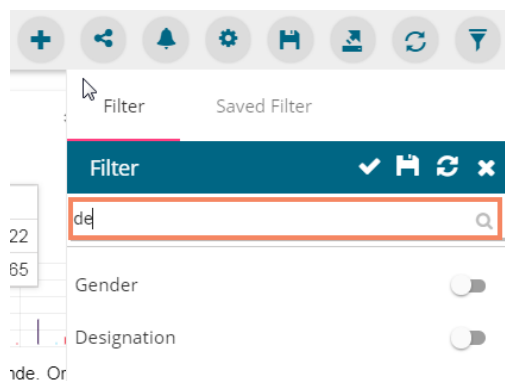 Filter Saved Filter
Filter
de
22
65
Gender
Designation
nde. Or